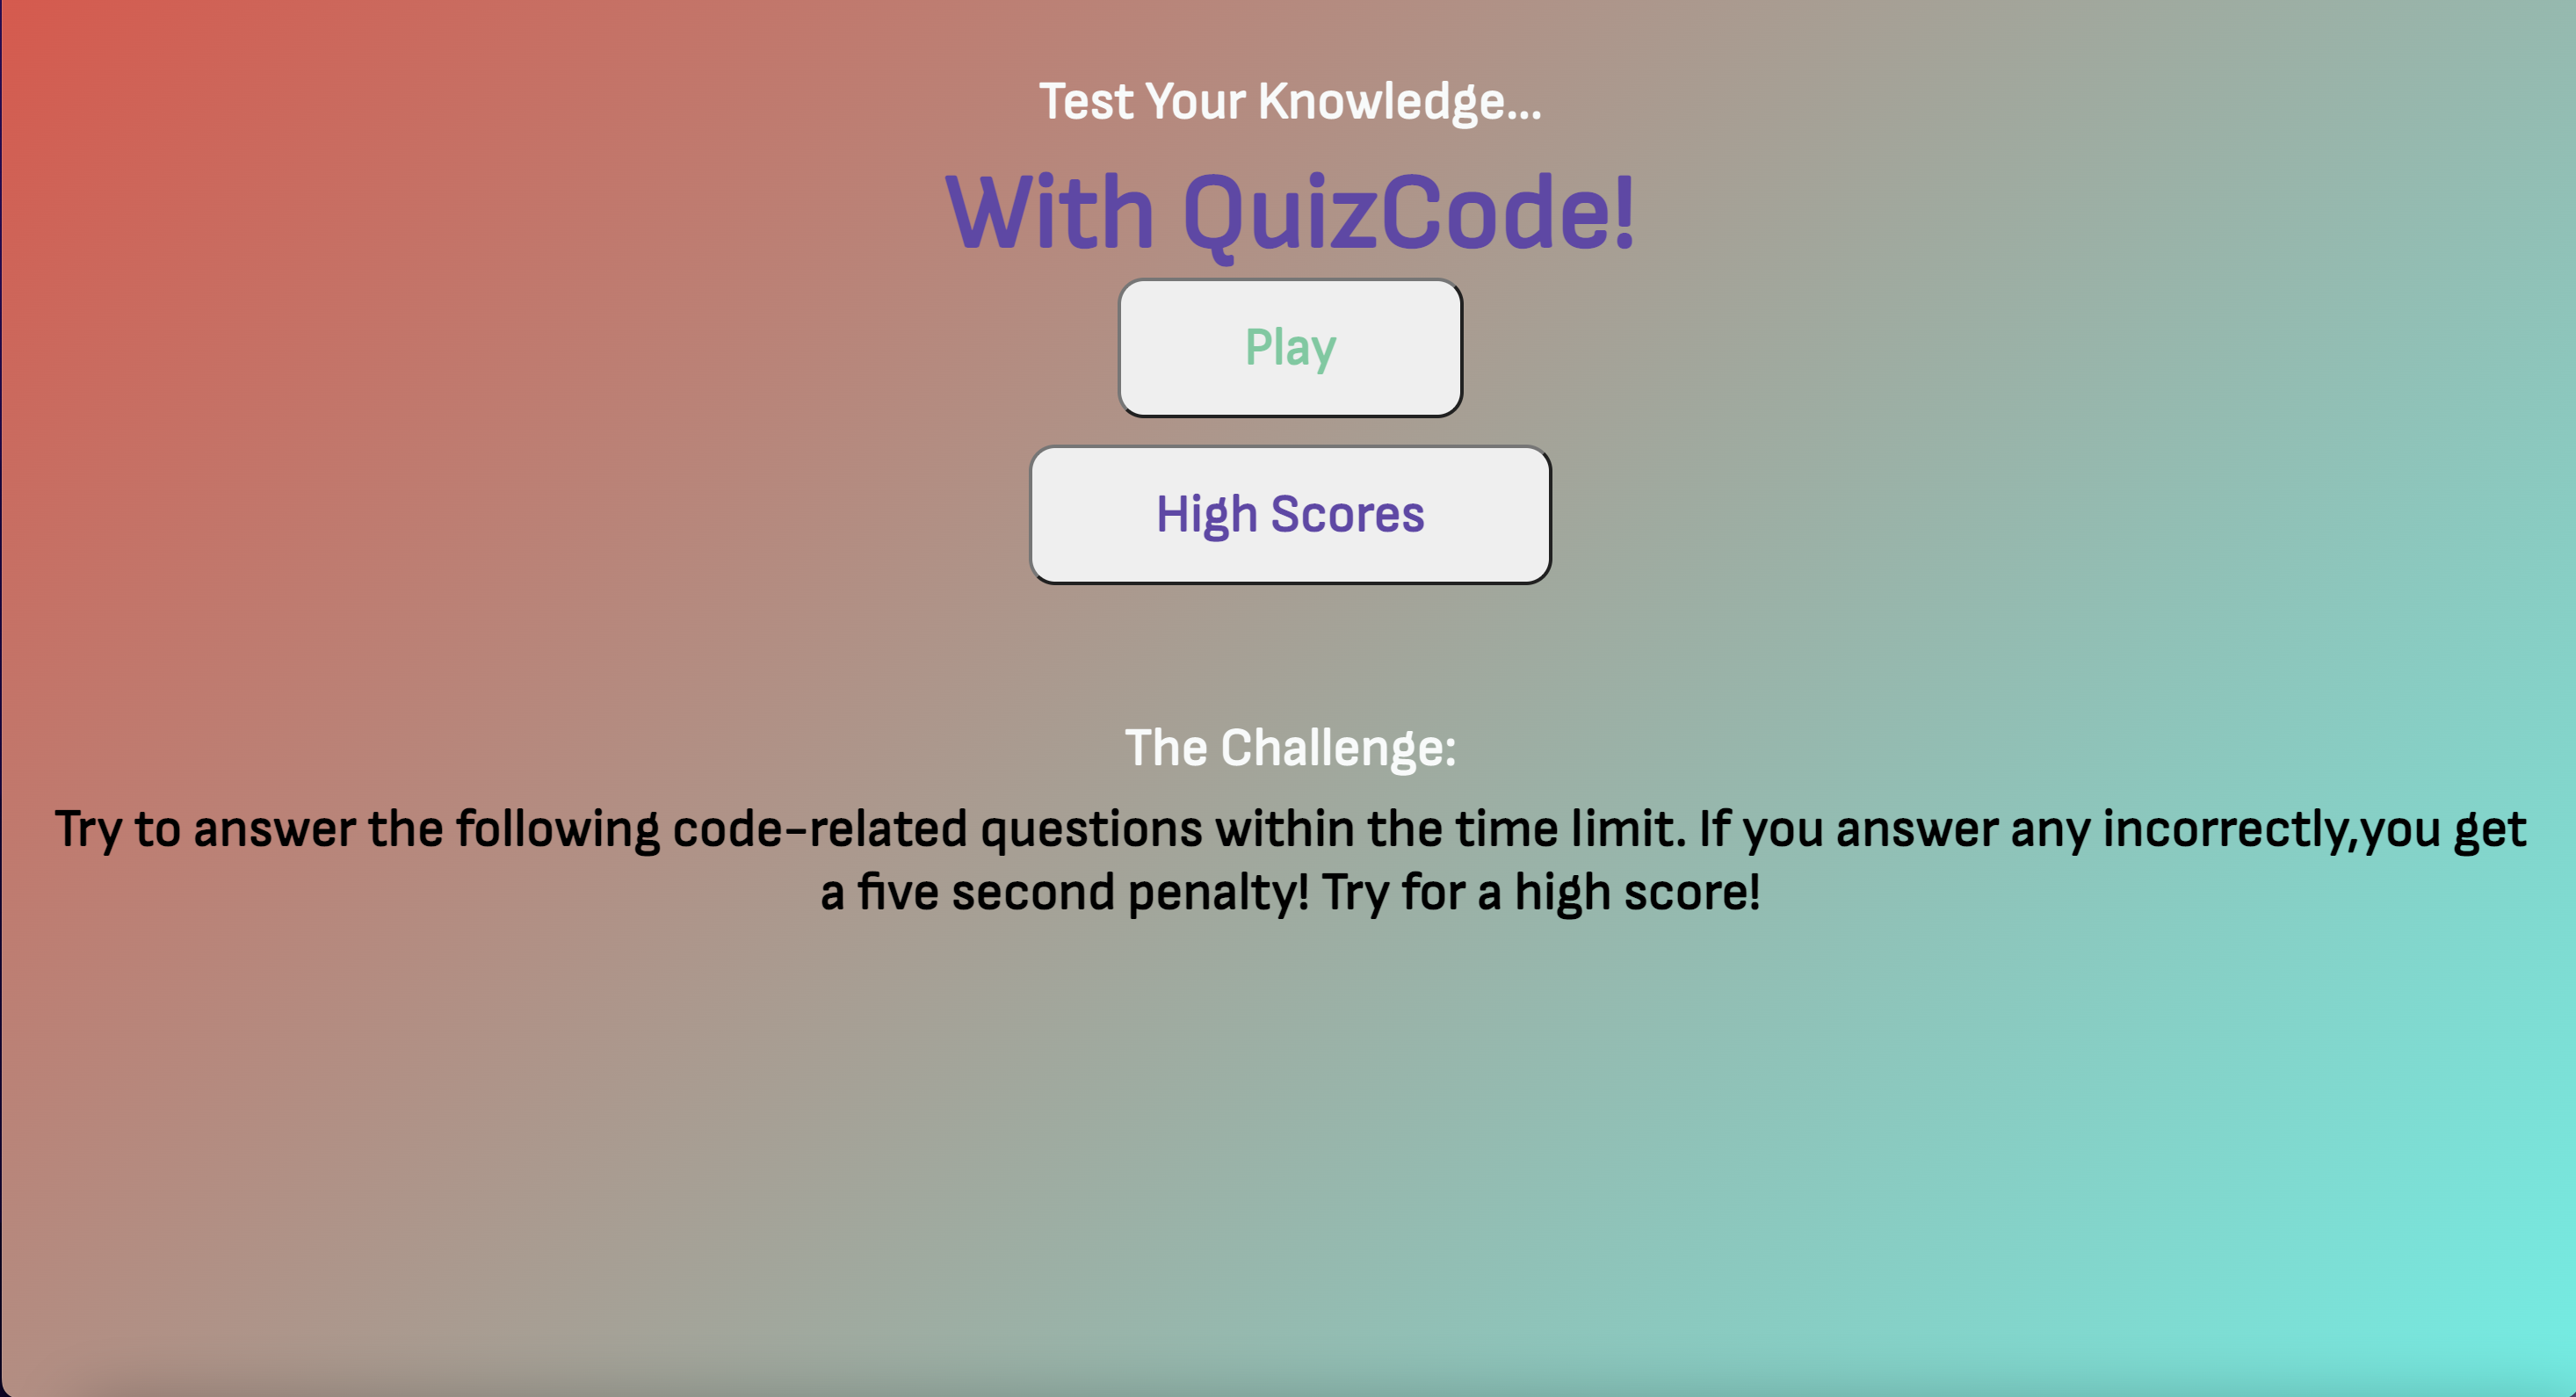 Test Your Knowledge...
With QuizCode!
Play
High Scores
The Challenge:
Try to answer the following code-related questions within the time limit. If you answer any incorrectly,you get
a five second penalty! Try for a high score!